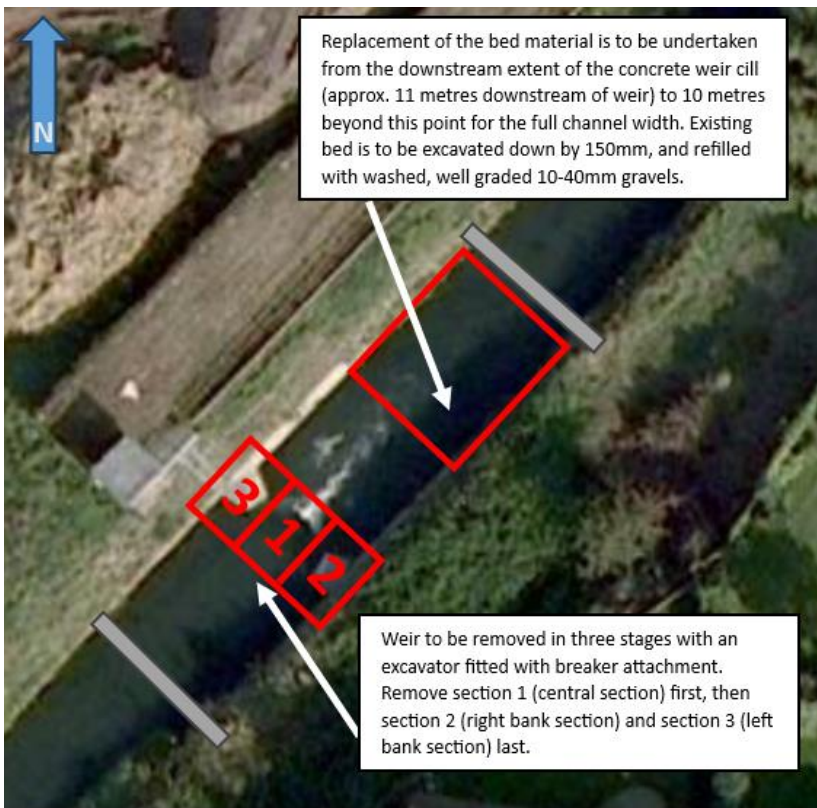 Replacement of the bed material is to be undertaken
from the downstream extent of the concrete weir cill
(approx. 11 metres downstream of weir) to 10 metres
beyond this point for the full channel width. Existing
bed is to be excavated down by 150mm, and refilled
with washed, well graded 10-40mm gravels.
N
3
1
2
Weir to be removed in three stages with an
excavator fitted with breaker attachment.
Remove section 1 (central section) first, then
section 2 (right bank section) and section 3 (left
bank section) last.